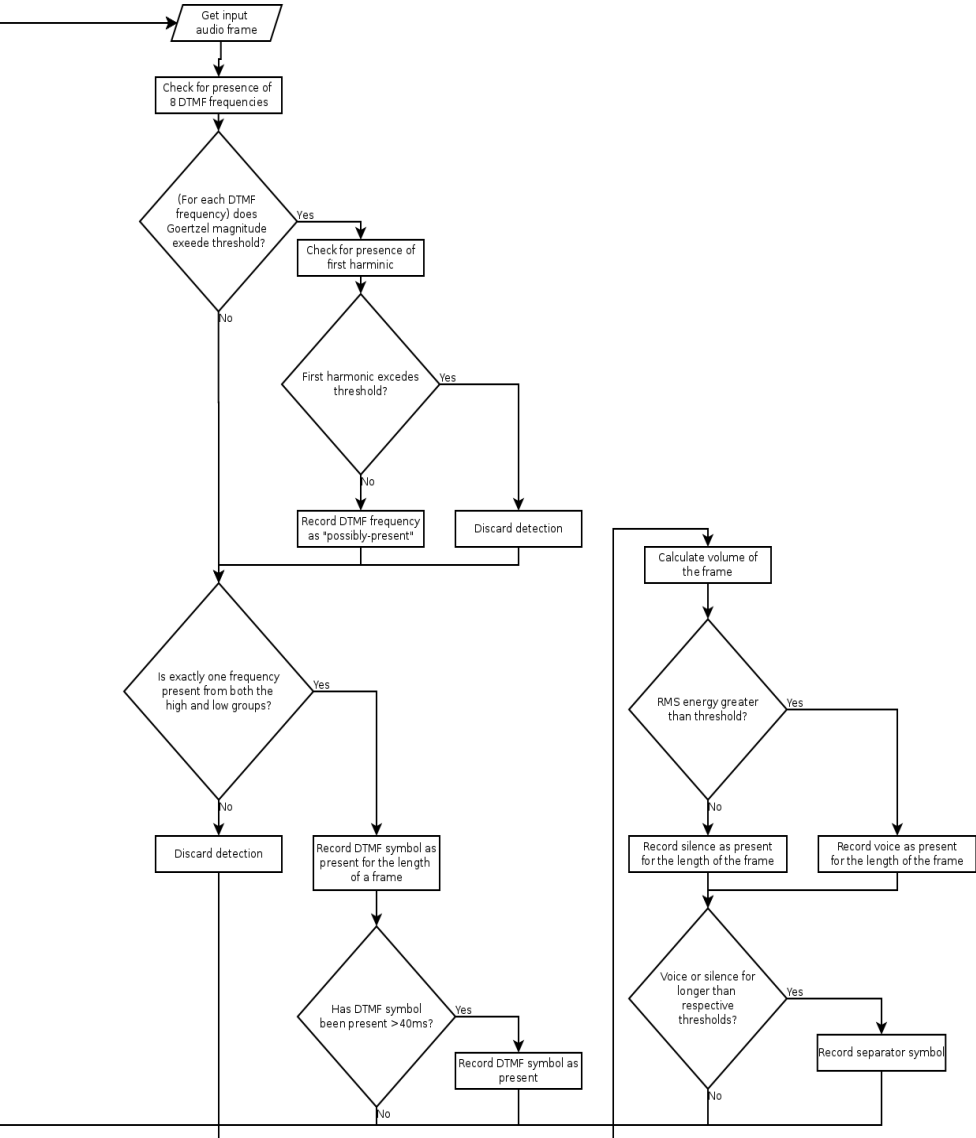 Get input
audio frame
Check for presence of
8 DTMF frequencies
(For each DTMF
frequency) does
Goertzel magnitude
exeede threshold?
Yes
No
Check for presence of
first harminic
First harmonic excedes
threshold?
Yes
No
Record DTMF frequency
as "possibly-present"
Discard detection
Is exactly one frequency
present from both the
high and low groups?
Yes
No
Discard detection
Record DTMF symbol as
present for the length
of a frame
Has DTMF symbol
been present >40ms?
Yes
No
Record DTMF symbol as
present
Calculate volume of
the frame
RMS energy greater
than threshold?
Yes
No
Record silence as present
for the length of the frame
Record voice as present
for the length of the frame
Voice or silence for
longer than
respective
thresholds?
Yes
No
Record separator symbol